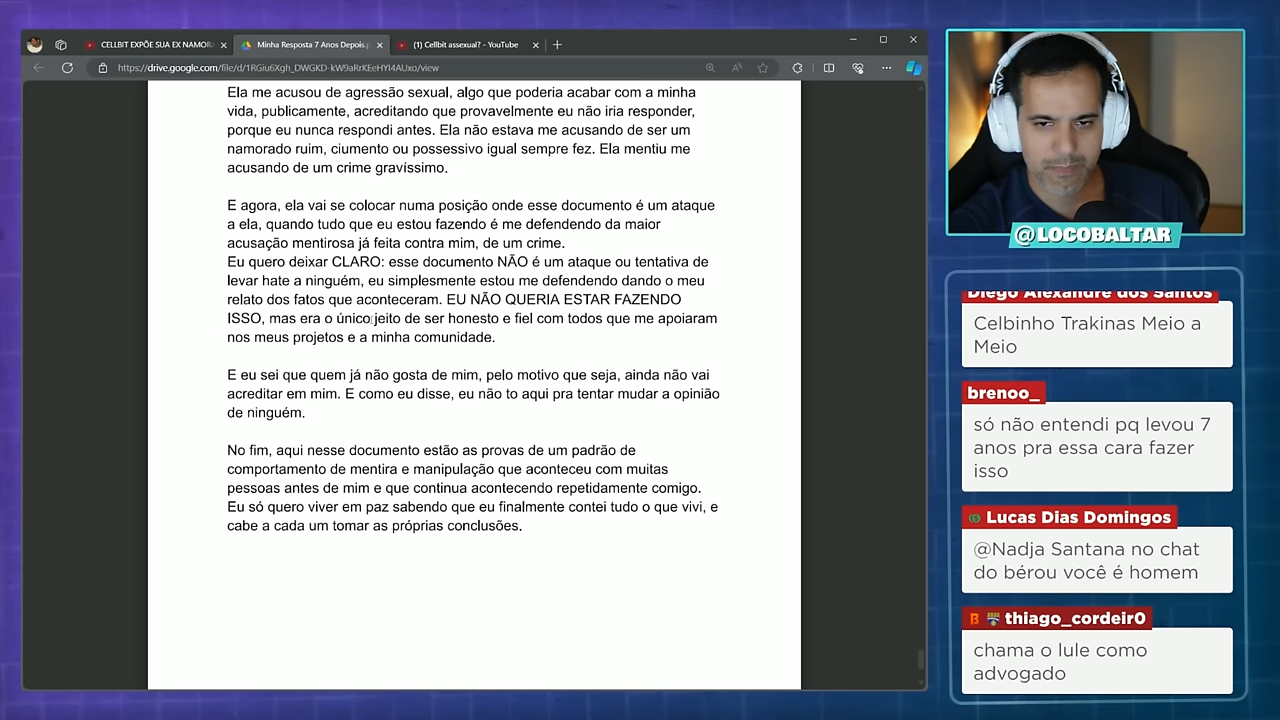 CELLBIT EXPÕE SUA EX NAMOR
Minha Resposta 7 Anos Depois.p
(1) Cellbit assexual? - YouTube
https://drive.google.com/file/d/1RGiu6Xgh_DWGKD-kW9aRrKEeHYl4AUxo/view
Ela me acusou de agressão sexual, algo que poderia acabar com a minha
vida, publicamente, acreditando que provavelmente eu não iria responder,
porque eu nunca respondi antes. Ela não estava me acusando de ser um
namorado ruim, ciumento ou possessivo igual sempre fez. Ela mentiu me
acusando de um crime gravíssimo.
E agora, ela vai se colocar numa posição onde esse documento é um ataque
a ela, quando tudo que eu estou fazendo é me defendendo da maior
acusação mentirosa já feita contra mim, de um crime.
Eu quero deixar CLARO: esse documento NÃO é um ataque ou tentativa de
levar hate a ninguém, eu simplesmente estou me defendendo dando o meu
relato dos fatos que aconteceram. EU NÃO QUERIA ESTAR FAZENDO
ISSO, mas era o único jeito de ser honesto e fiel com todos que me apoiaram
nos meus projetos e a minha comunidade.
E eu sei que quem já não gosta de mim, pelo motivo que seja, ainda não vai
acreditar em mim. E como eu disse, eu não to aqui pra tentar mudar a opinião
de ninguém.
No fim, aqui nesse documento estão as provas de um padrão de
comportamento de mentira e manipulação que aconteceu com muitas
pessoas antes de mim e que continua acontecendo repetidamente comigo.
Eu só quero viver em paz sabendo que eu finalmente contei tudo o que vivi, e
cabe a cada um tomar as próprias conclusões.
@LOCOBALTAR
Diego Alexandre dos Santos
Celbinho Trakinas Meio a
Meio
brenoo_
só não entendi pq levou 7
anos pra essa cara fazer
isso
Lucas Dias Domingos
@Nadja Santana no chat
do bérou você é homem
thiago_cordeir0
chama o lule como
advogado